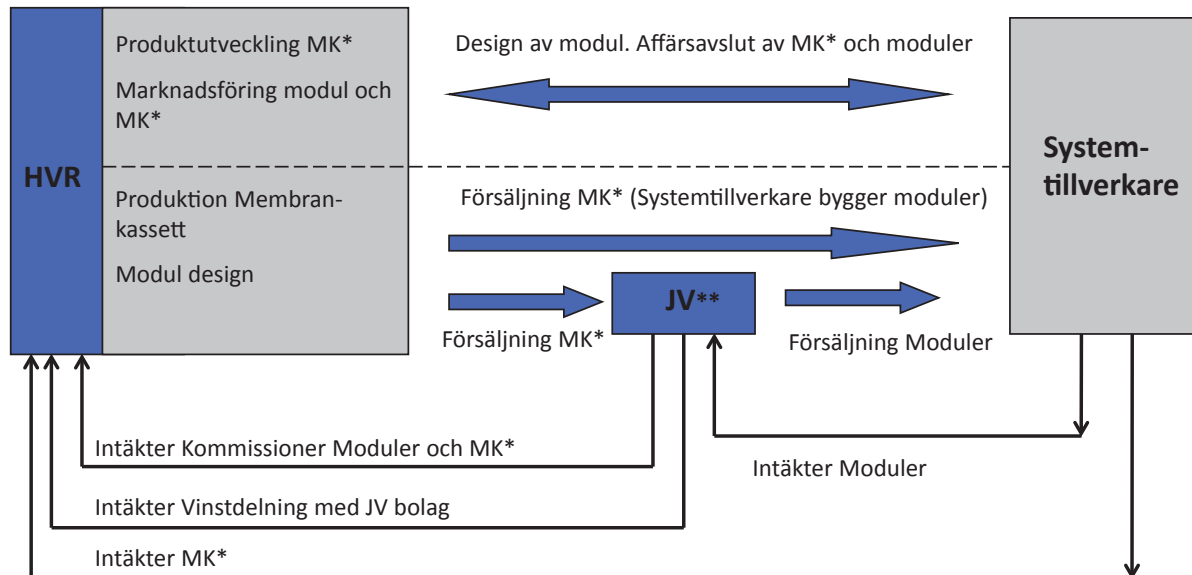 HVR
Produktutveckling MK*
Marknadsföring modul och
MK*
Produktion Membran-
kassett
Modul design
Design av modul. Affärsavslut av MK* och moduler
Försäljning MK* (Systemtillverkare bygger moduler)
System-
tillverkare
JV**
Försäljning MK*
Försäljning Moduler
Intäkter Kommissioner Moduler och MK*
Intäkter Moduler
Intäkter Vinstdelning med JV bolag
Intäkter MK*